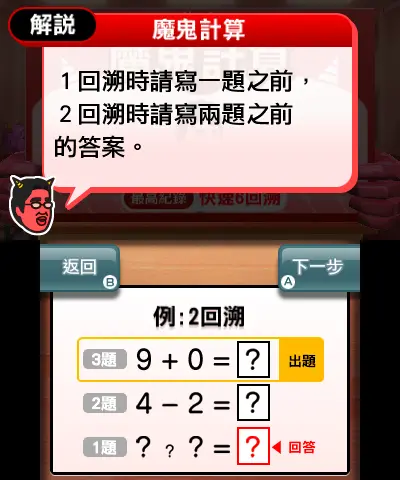 解説
魔鬼計算
1回溯時請寫一題之前，
2回溯時請寫兩題之前
的答案。
最高紀錄 快速6回溯
返回 B
A 下一步
例:2回溯
3題 9+0=? 出題
2題 4-2=?
1題 ? ? ?=? 回答